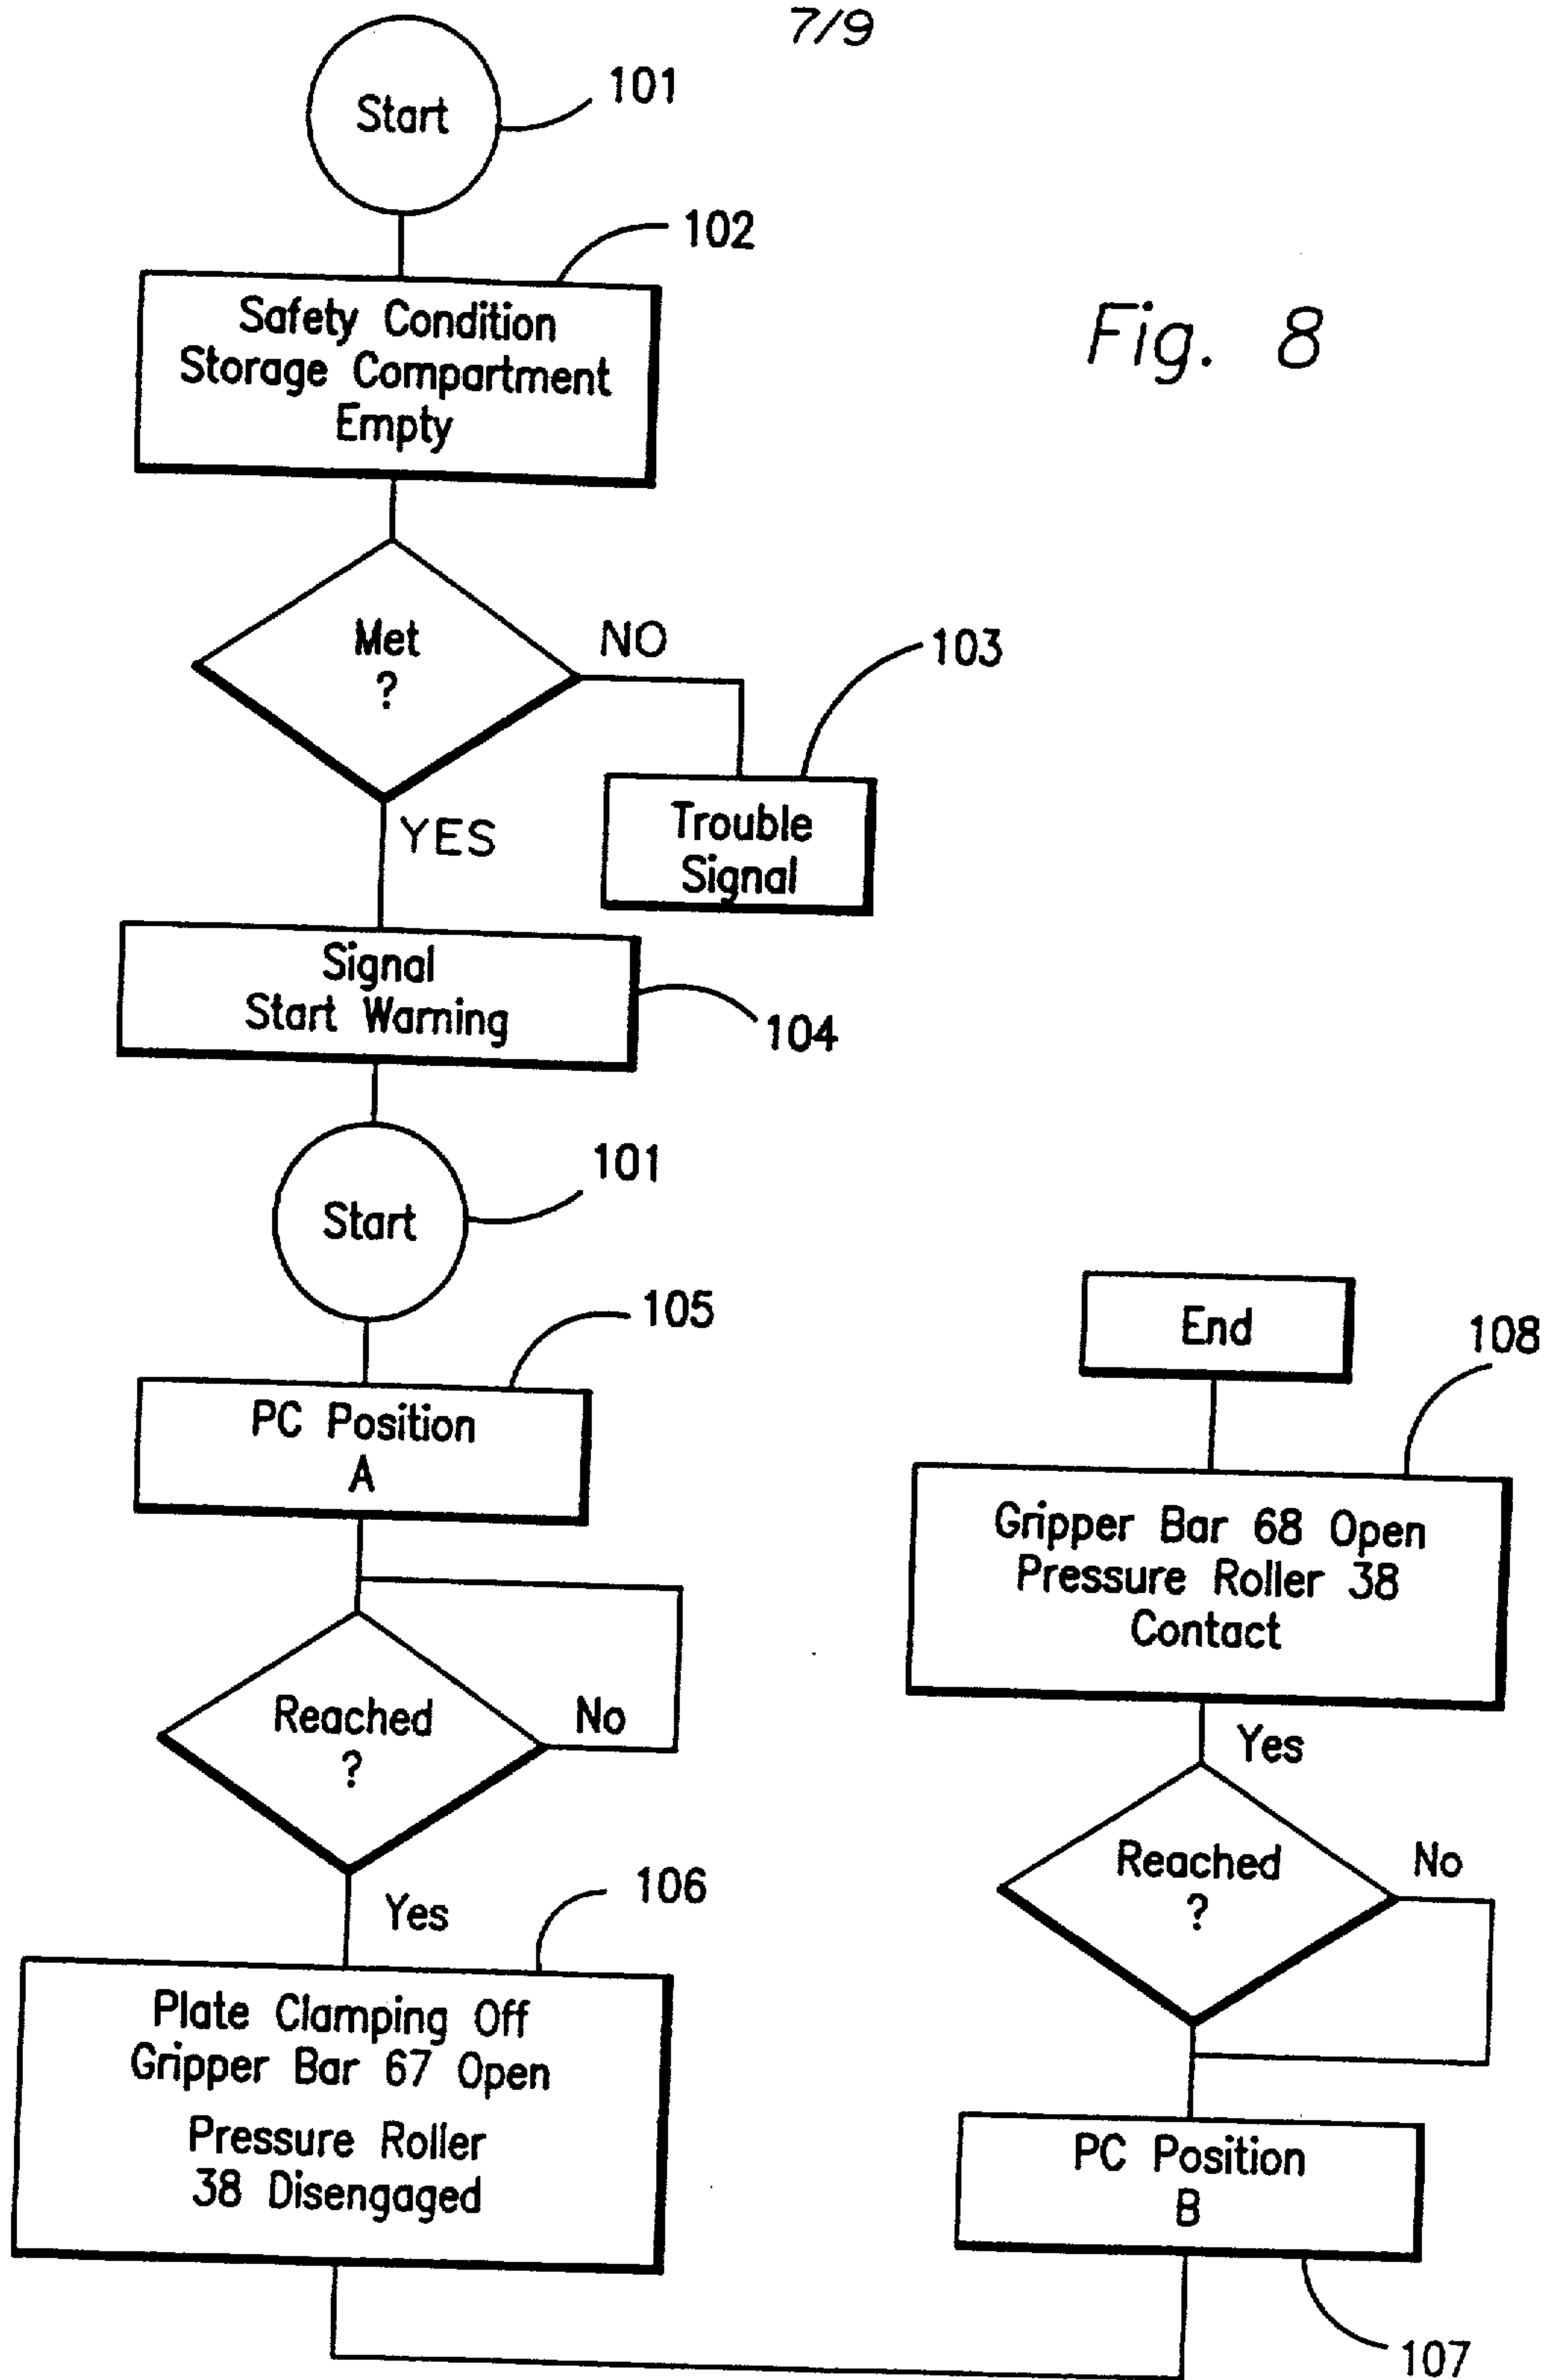 7/9
Start
101
102
Safety Condition
Storage Compartment
Empty
Fig. 8
Met
?
NO
103
Trouble
Signal
YES
Signal
Start Warning
104
Start
101
105
PC Position
A
Reached
?
No
Yes
106
Plate Clamping Off
Gripper Bar 67 Open
Pressure Roller
38 Disengaged
End
108
Gripper Bar 68 Open
Pressure Roller 38
Contact
Yes
Reached
?
No
PC Position
B
107